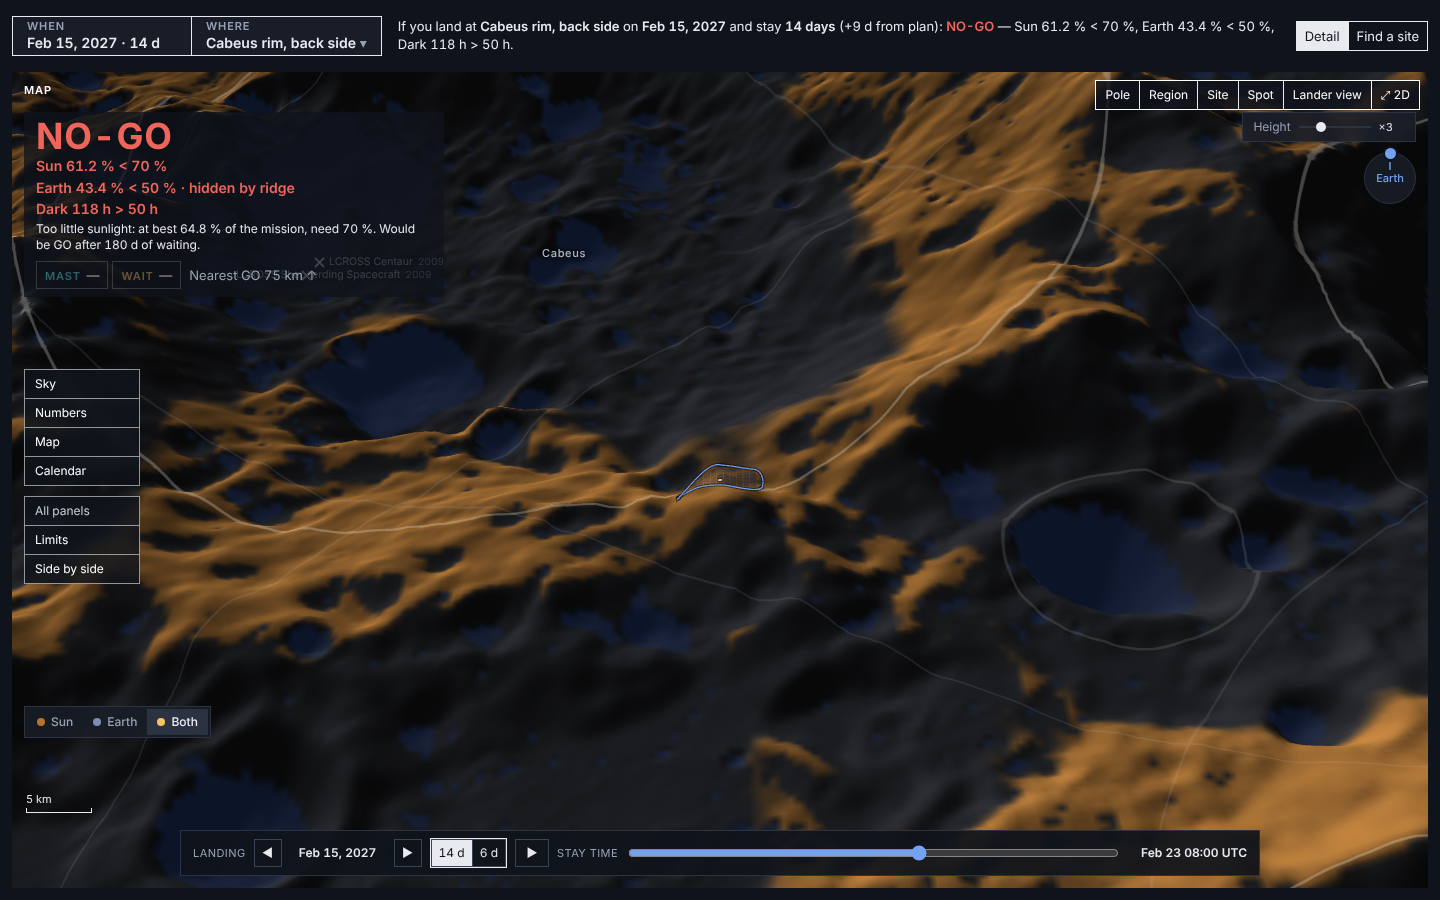 WHEN
Feb 15, 2027 · 14 d
WHERE
Cabeus rim, back side ▾
If you land at Cabeus rim, back side on Feb 15, 2027 and stay 14 days (+9 d from plan): NO-GO — Sun 61.2 % < 70 %, Earth 43.4 % < 50 %,
Dark 118 h > 50 h.
Detail
Find a site
MAP
Pole
Region
Site
Spot
Lander view
⤢ 2D
Height
×3
Earth
NO-GO
Sun 61.2 % < 70 %
Earth 43.4 % < 50 % · hidden by ridge
Dark 118 h > 50 h
Too little sunlight: at best 64.8 % of the mission, need 70 %. Would
be GO after 180 d of waiting.
MAST —
WAIT —
Nearest GO 75 km ↑
LCROSS Centaur 2009
Spacecraft 2009
Cabeus
Sky
Numbers
Map
Calendar
All panels
Limits
Side by side
Sun
Earth
Both
5 km
LANDING
◀
Feb 15, 2027
▶
14 d
6 d
▶
STAY TIME
Feb 23 08:00 UTC